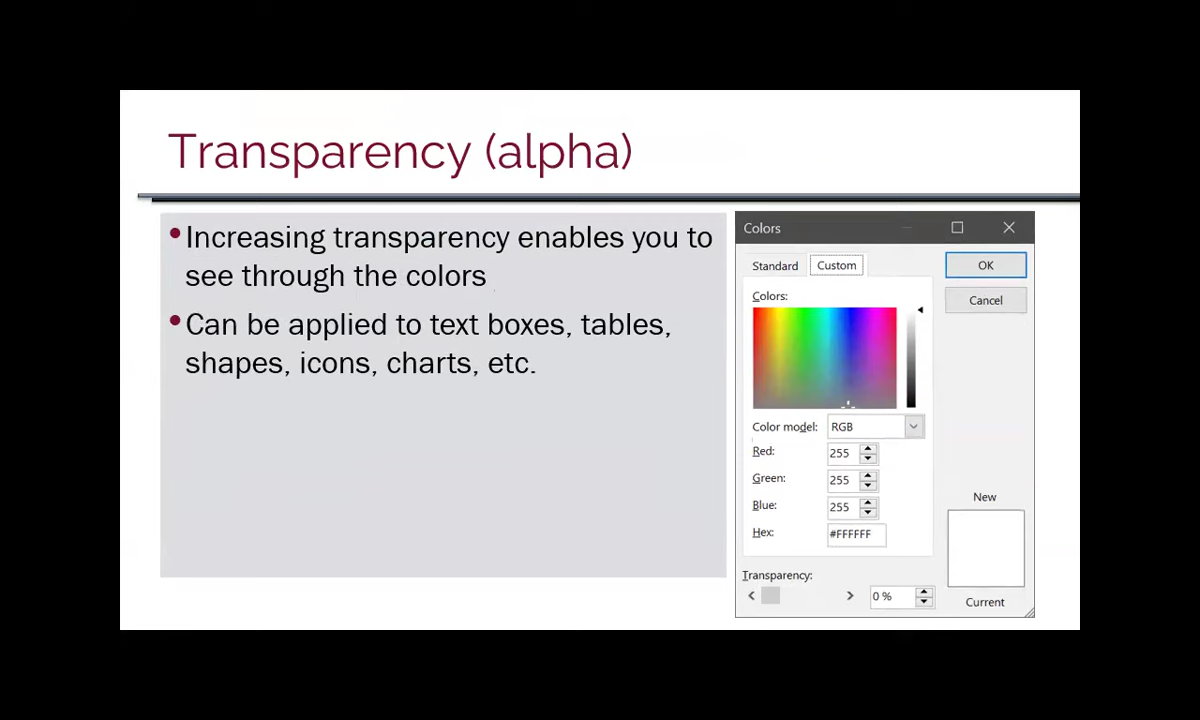 Transparency (alpha)
•Increasing transparency enables you to
see through the colors
•Can be applied to text boxes, tables,
shapes, icons, charts, etc.
Colors
Standard Custom
OK
Cancel
Colors:
Color model: RGB
Red: 255
Green: 255
Blue: 255
Hex: #FFFFFF
Transparency:
0 %
New
Current